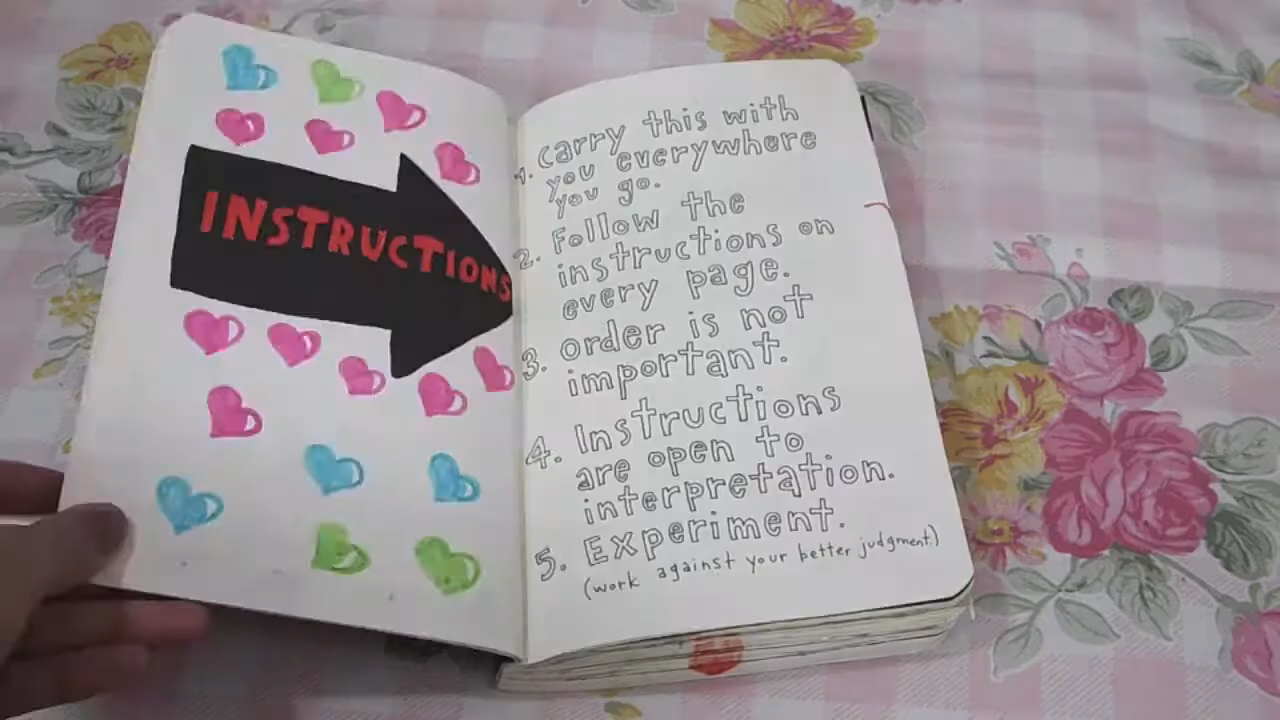 INSTRUCTIONS
1. carry this with
you everywhere
you go.
2. Follow the
instructions on
every page.
3. order is not
important.
4. Instructions
are open to
interpretation.
5. Experiment.
(work against your better judgment.)